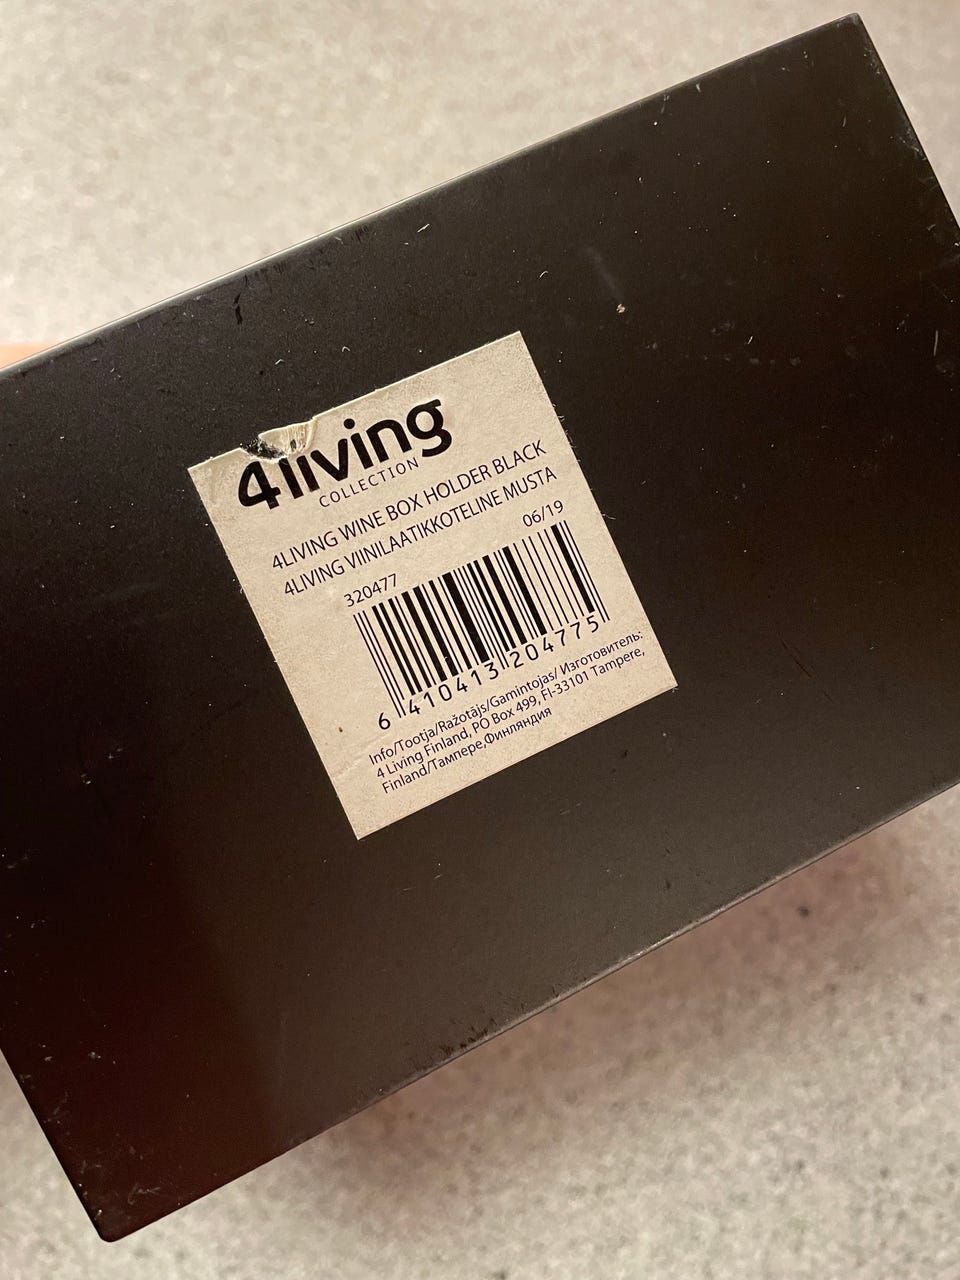 4living
COLLECTION
4LIVING WINE BOX HOLDER BLACK
4LIVING VIINILAATIKKOTELINE MUSTA
06/19
320477
6 410413 204775
Info/Tootja/Ražotājs/Gamintojas/ Изготовитель:
4 Living Finland, PO Box 499, FI-33101 Tampere,
Finland/Тампере,Финляндия